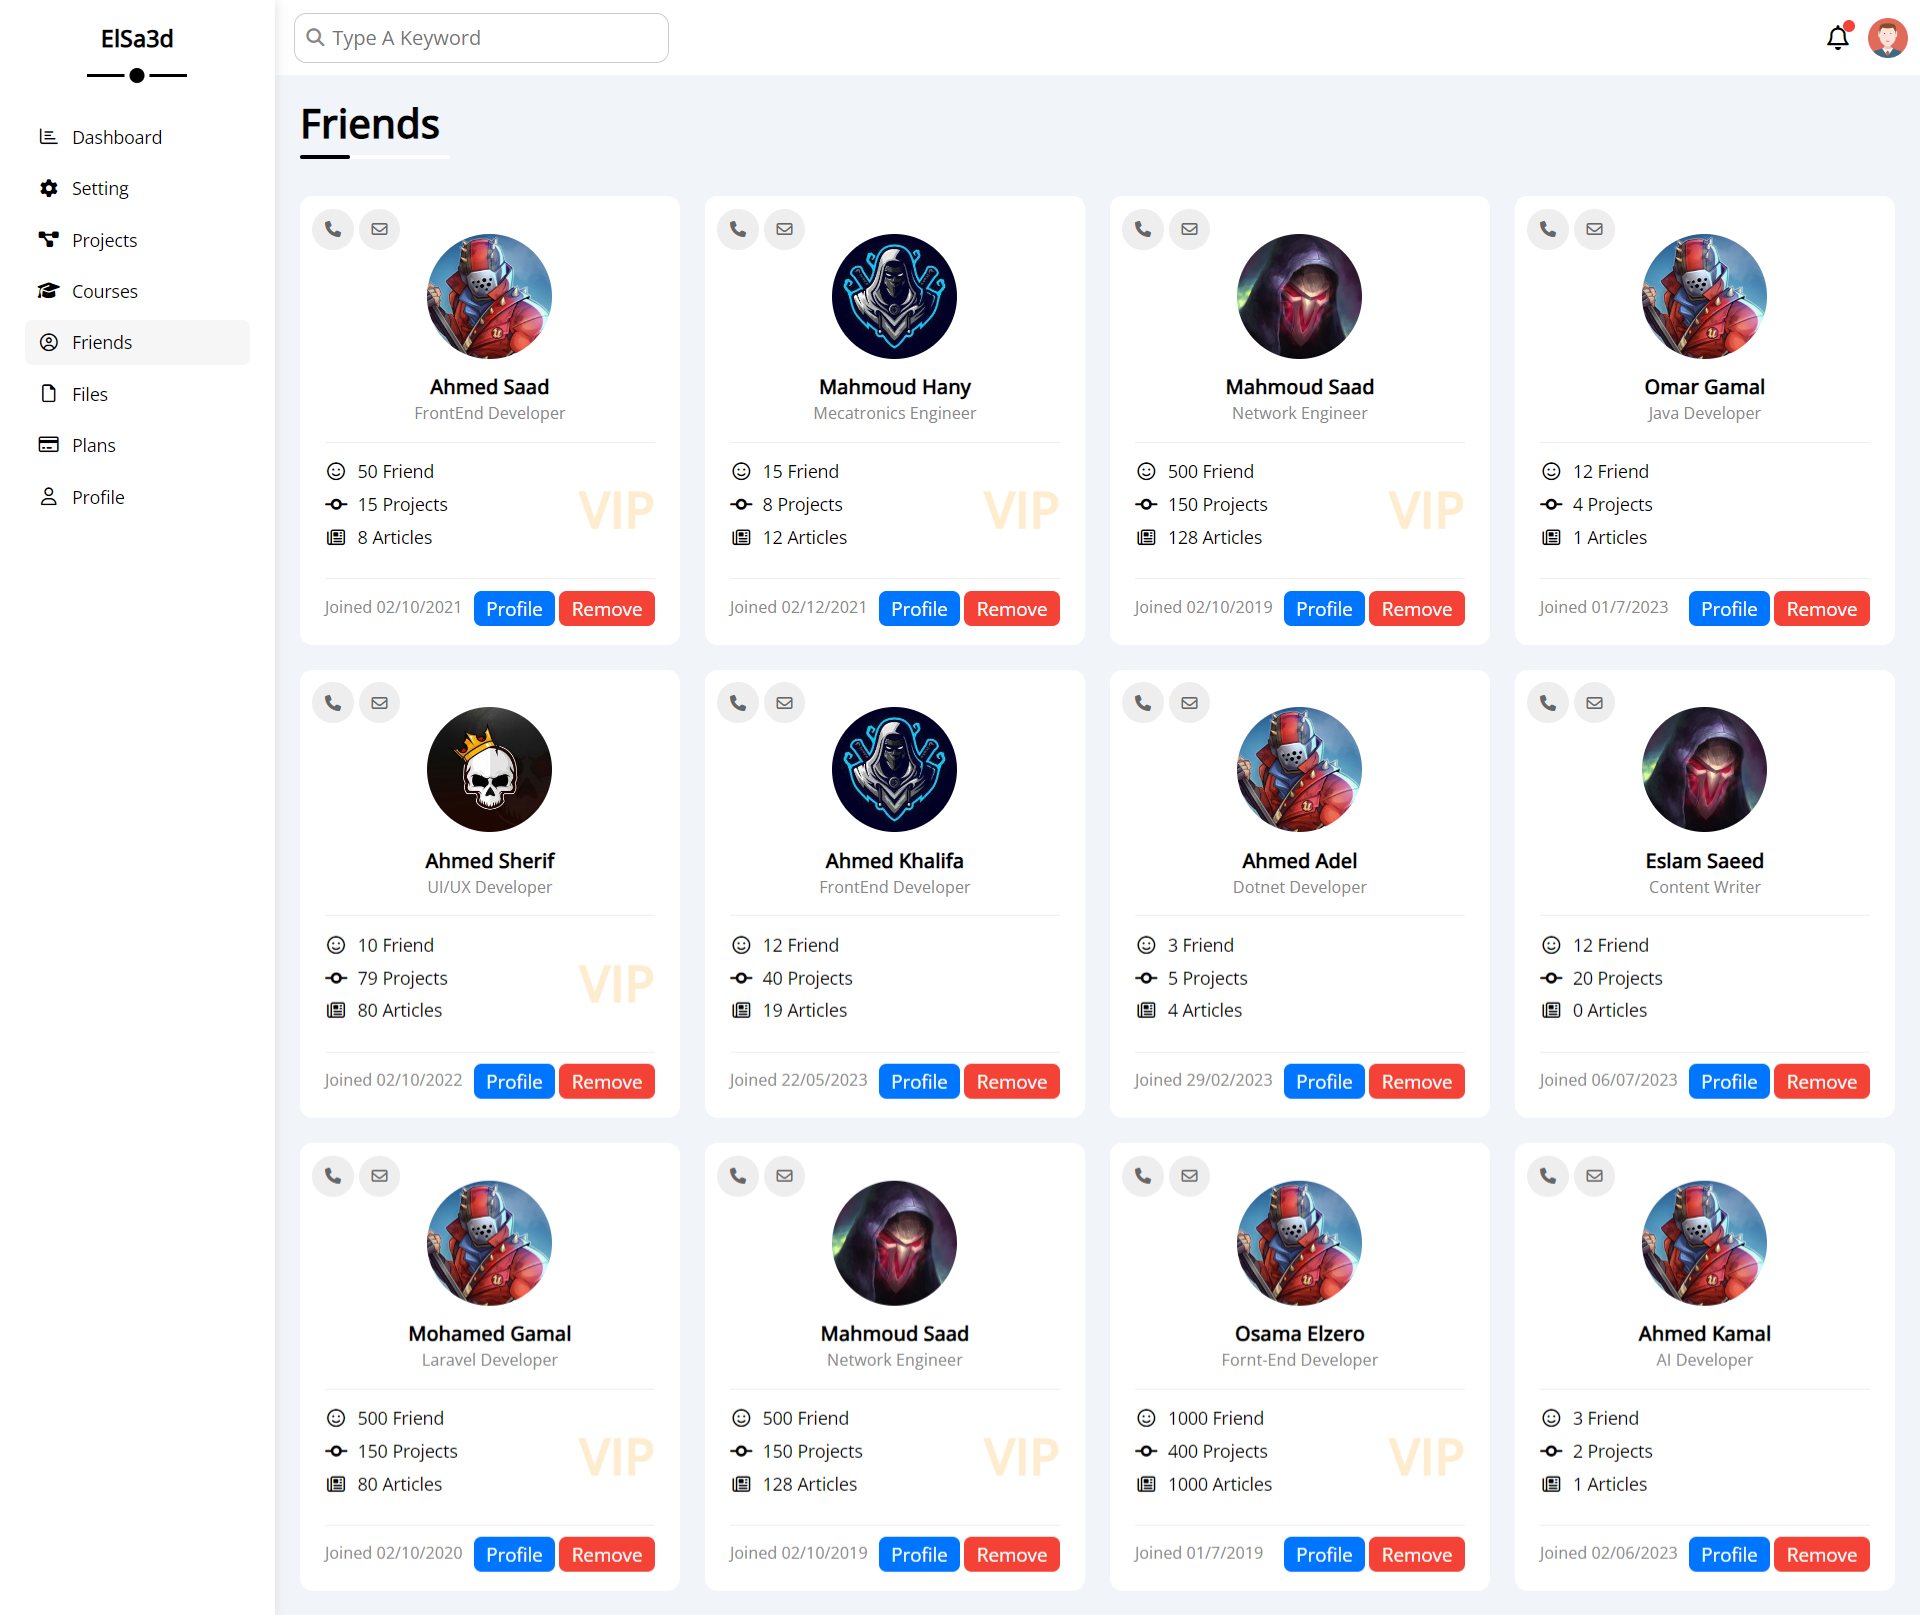 ElSa3d
Type A Keyword
Dashboard
Setting
Projects
Courses
Friends
Files
Plans
Profile
Friends
Ahmed Saad
FrontEnd Developer
50 Friend
15 Projects
8 Articles
VIP
Joined 02/10/2021
Profile
Remove
Mahmoud Hany
Mecatronics Engineer
15 Friend
8 Projects
12 Articles
VIP
Joined 02/12/2021
Profile
Remove
Mahmoud Saad
Network Engineer
500 Friend
150 Projects
128 Articles
VIP
Joined 02/10/2019
Profile
Remove
Omar Gamal
Java Developer
12 Friend
4 Projects
1 Articles
Joined 01/7/2023
Profile
Remove
Ahmed Sherif
UI/UX Developer
10 Friend
79 Projects
80 Articles
VIP
Joined 02/10/2022
Profile
Remove
Ahmed Khalifa
FrontEnd Developer
12 Friend
40 Projects
19 Articles
Joined 22/05/2023
Profile
Remove
Ahmed Adel
Dotnet Developer
3 Friend
5 Projects
4 Articles
Joined 29/02/2023
Profile
Remove
Eslam Saeed
Content Writer
12 Friend
20 Projects
0 Articles
Joined 06/07/2023
Profile
Remove
Mohamed Gamal
Laravel Developer
500 Friend
150 Projects
80 Articles
VIP
Joined 02/10/2020
Profile
Remove
Mahmoud Saad
Network Engineer
500 Friend
150 Projects
128 Articles
VIP
Joined 02/10/2019
Profile
Remove
Osama Elzero
Fornt-End Developer
1000 Friend
400 Projects
1000 Articles
VIP
Joined 01/7/2019
Profile
Remove
Ahmed Kamal
AI Developer
3 Friend
2 Projects
1 Articles
Joined 02/06/2023
Profile
Remove